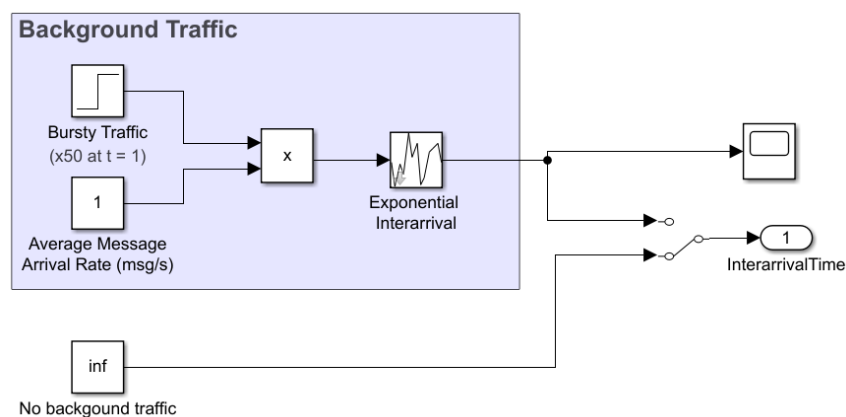 Background Traffic
Bursty Traffic
(x50 at t = 1)
x
1
Average Message
Arrival Rate (msg/s)
Exponential
Interarrival
1
InterarrivalTime
inf
No backgound traffic